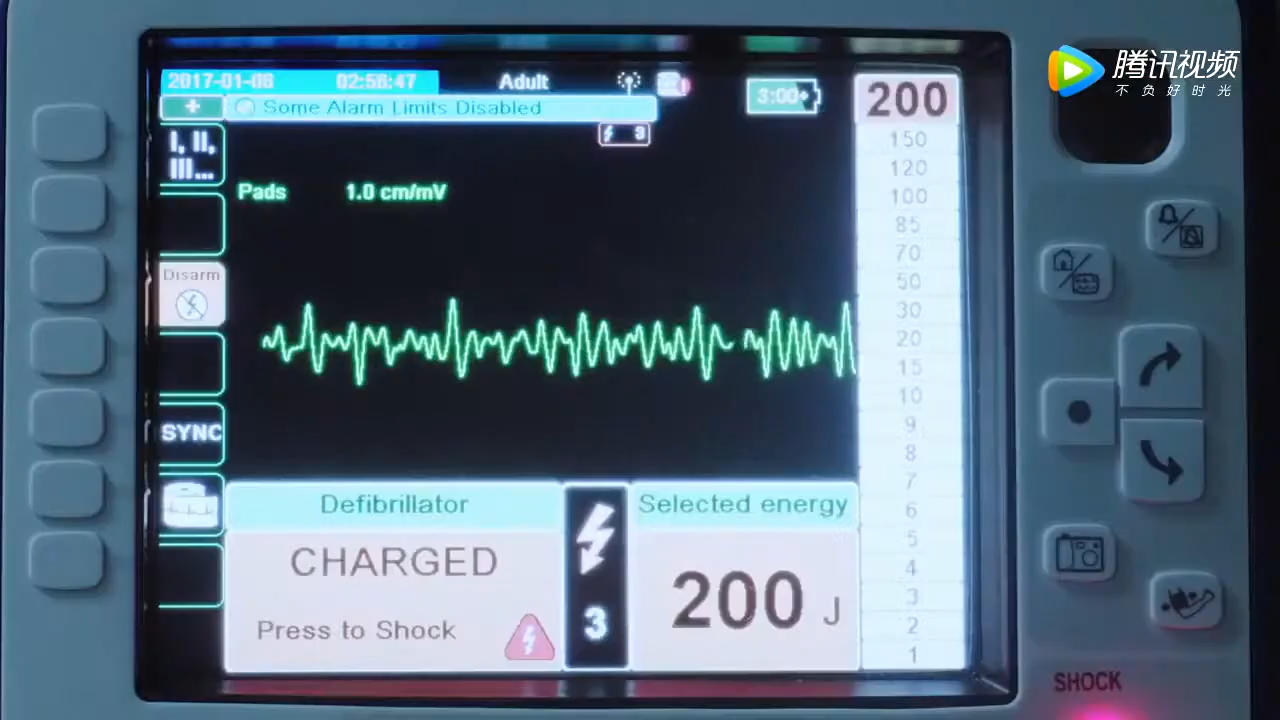 2017-01-06 02:56:47 Adult
3:00
200
Some Alarm Limits Disabled
9
I, II,
III...
Pads 1.0 cm/mV
Disarm
SYNC
Defibrillator
CHARGED
Press to Shock
3
Selected energy
200 J
150
120
100
85
70
50
30
20
15
10
9
8
7
6
5
4
3
2
1
腾讯视频
不负好时光
SHOCK